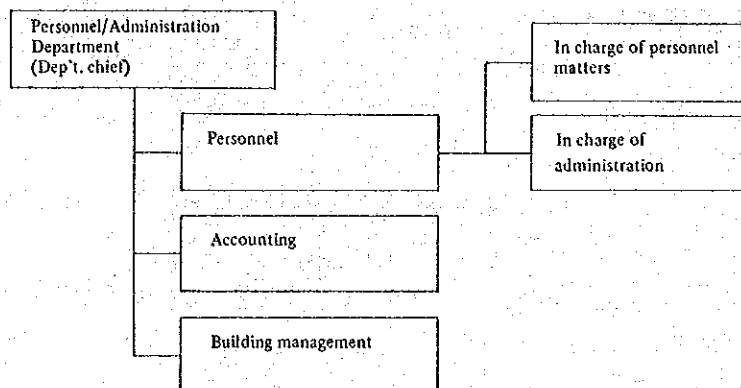 Personnel/Administration
Department
(Dep't. chief)
In charge of personnel
matters
Personnel
In charge of
administration
Accounting
Building management